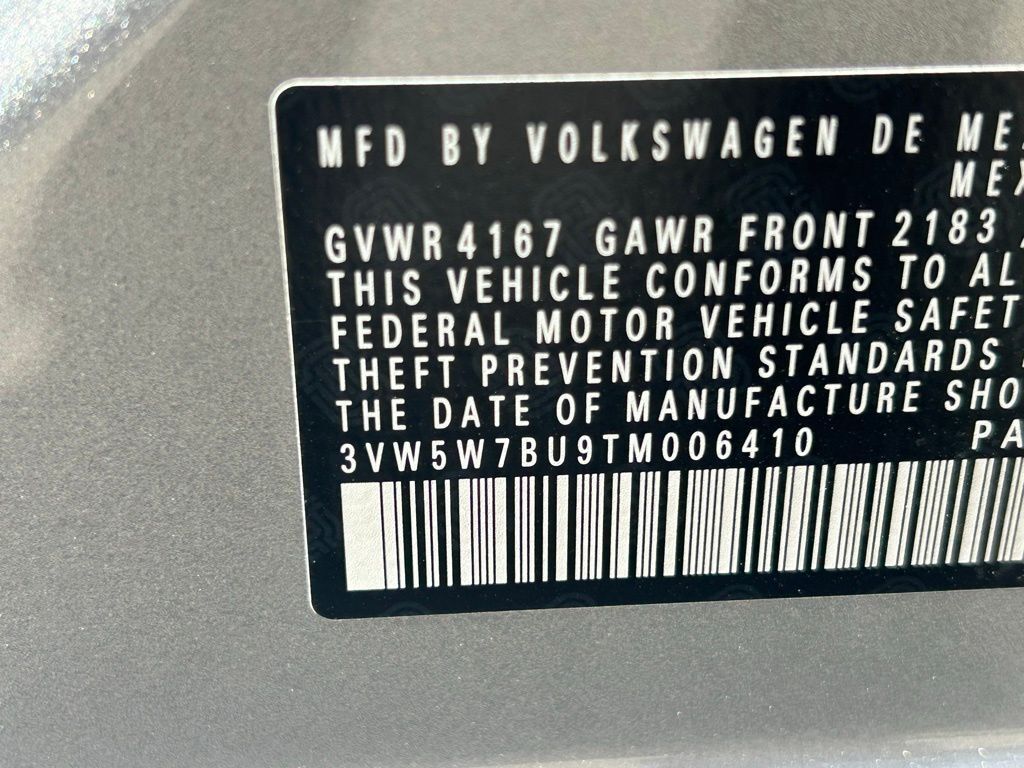 MFD BY VOLKSWAGEN DE ME
MEX
GVWR 4167 GAWR FRONT 2183
THIS VEHICLE CONFORMS TO AL
FEDERAL MOTOR VEHICLE SAFET
THEFT PREVENTION STANDARDS
THE DATE OF MANUFACTURE SHO
3VW5W7BU9TM006410 PA